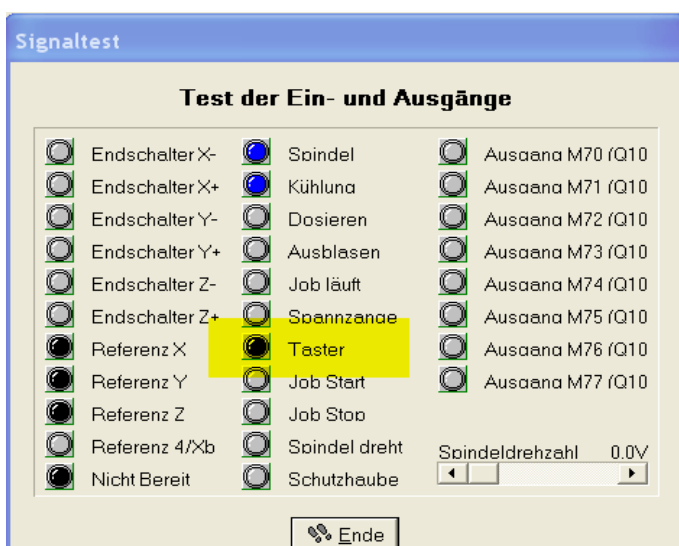 Signaltest
Test der Ein- und Ausgänge
Endschalter X-
Endschalter X+
Endschalter Y-
Endschalter Y+
Endschalter Z-
Endschalter Z+
Referenz X
Referenz Y
Referenz Z
Referenz 4/Xb
Nicht Bereit
Spindel
Kühlung
Dosieren
Ausblasen
Job läuft
Spannzange
Taster
Job Start
Job Stop
Spindel dreht
Schutzhaube
Ausgang M70 (Q10
Ausgang M71 (Q10
Ausgang M72 (Q10
Ausgang M73 (Q10
Ausgang M74 (Q10
Ausgang M75 (Q10
Ausgang M76 (Q10
Ausgang M77 (Q10
Spindeldrehzahl 0.0V
Ende